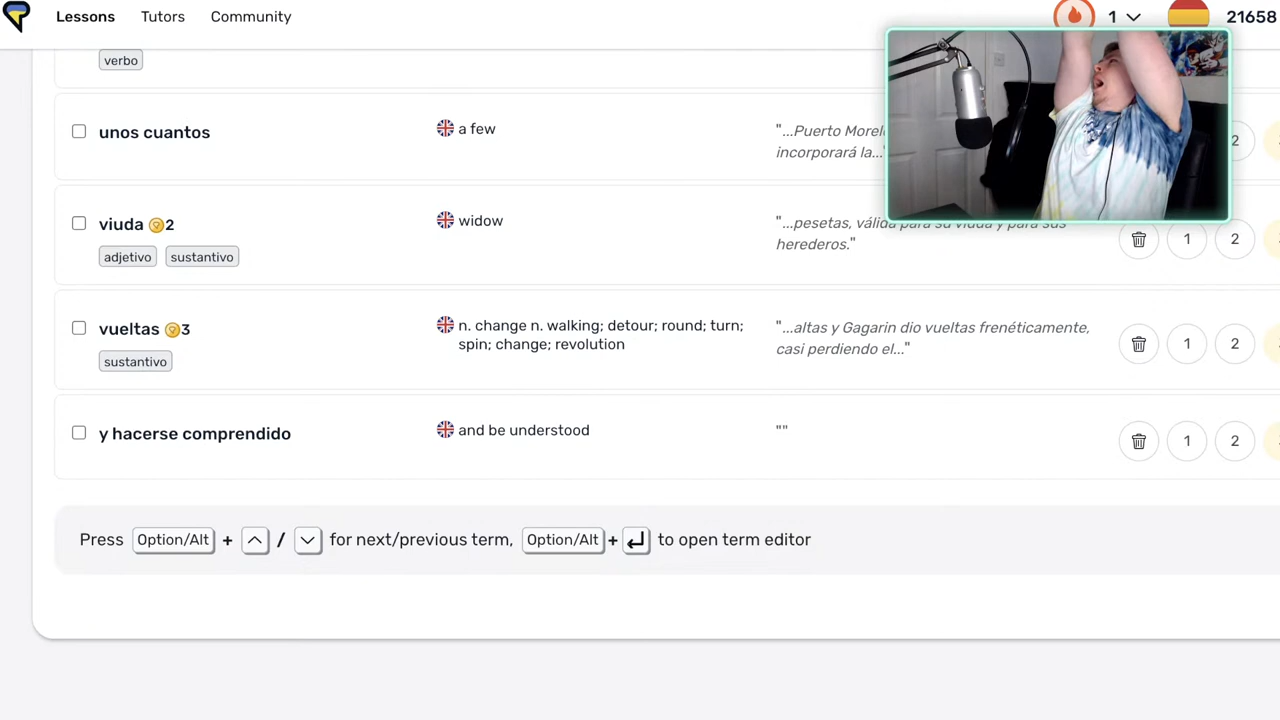 Lessons Tutors Community 1 21658
verbo
unos cuantos a few "...Puerto
incorporará la..." 2
viuda 2 widow "...pesetas, válida para su viuda y para sus
herederos." 1 2
adjetivo sustantivo
vueltas 3 n. change n. walking; detour; round; turn; "...altas y Gagarin dio vueltas frenéticamente,
spin; change; revolution casi perdiendo el..." 1 2
sustantivo
y hacerse comprendido and be understood "" 1 2
Press Option/Alt + / for next/previous term, Option/Alt + to open term editor